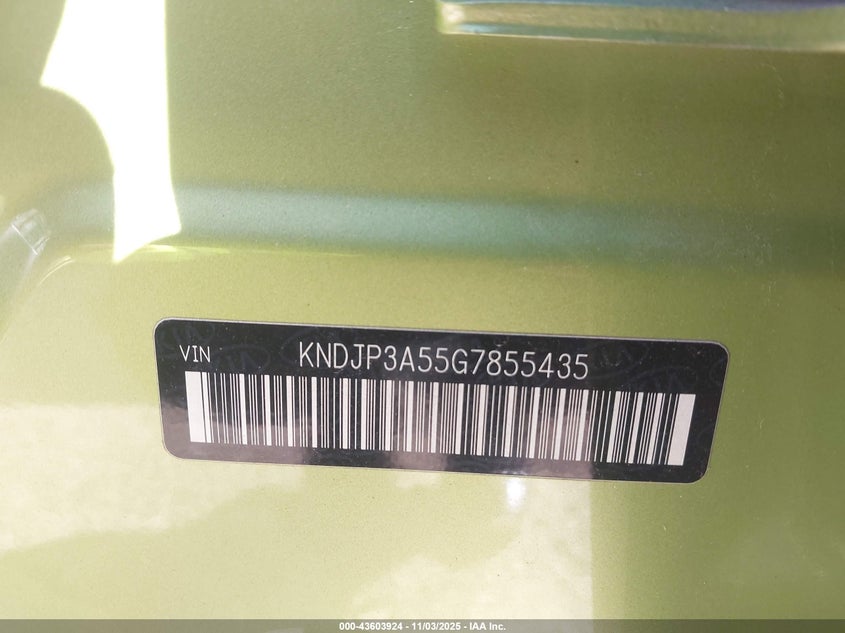 VIN KNDJP3A55G7855435
000-43603924 - 11/03/2025 - IAA Inc.